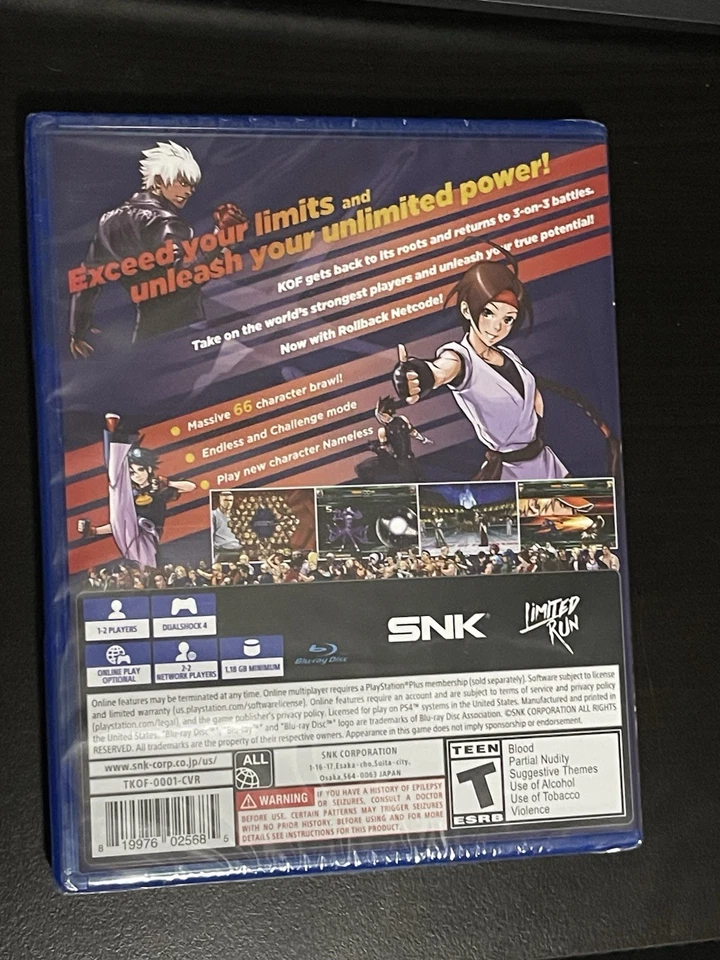 Exceed your limits and
unleash your unlimited power!
KOF gets back to its roots and returns to 3-on-3 battles.
Take on the world's strongest players and unleash your true potential!
Now with Rollback Netcode!
Massive 66 character brawl!
Endless and Challenge mode
Play new character Nameless
1-2 PLAYERS
DUALSHOCK 4
ONLINE PLAY
OPTIONAL
2-2
NETWORK PLAYERS
1.18 GB MINIMUM
Blu-ray Disc
SNK
LIMITED
RUN
Online features may be terminated at any time. Online multiplayer requires a PlayStation®Plus membership (sold separately). Software subject to license
and limited warranty (us.playstation.com/softwarelicense). Online features require an account and are subject to terms of service and privacy policy
(playstation.com/legal), and the game publisher's privacy policy. Licensed for play on PS4™ systems in the United States. Manufactured and printed in
the United States. "Blu-ray Disc™", "Blu-ray™" and "Blu-ray Disc™" logo are trademarks of Blu-ray Disc Association. ©SNK CORPORATION ALL RIGHTS
RESERVED. All trademarks are the property of their respective owners. Appearance in this game does not imply sponsorship or endorsement.
www.snk-corp.co.jp/us/
TKOF-0001-CVR
8 19976 02568 5
ALL
SNK CORPORATION
1-16-17,Esaka-cho,Suita-city,
Osaka,564-0063 JAPAN
WARNING IF YOU HAVE A HISTORY OF EPILEPSY
OR SEIZURES, CONSULT A DOCTOR
BEFORE USE. CERTAIN PATTERNS MAY TRIGGER SEIZURES
WITH NO PRIOR HISTORY. BEFORE USING AND FOR MORE
DETAILS SEE INSTRUCTIONS FOR THIS PRODUCT.
TEEN
T
ESRB
Blood
Partial Nudity
Suggestive Themes
Use of Alcohol
Use of Tobacco
Violence